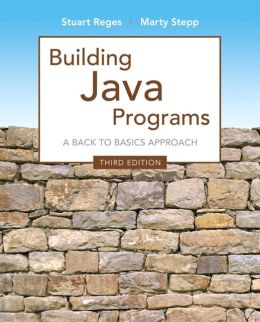 Stuart Reges • Marty Stepp
Building
Java
Programs
A BACK TO BASICS APPROACH
THIRD EDITION